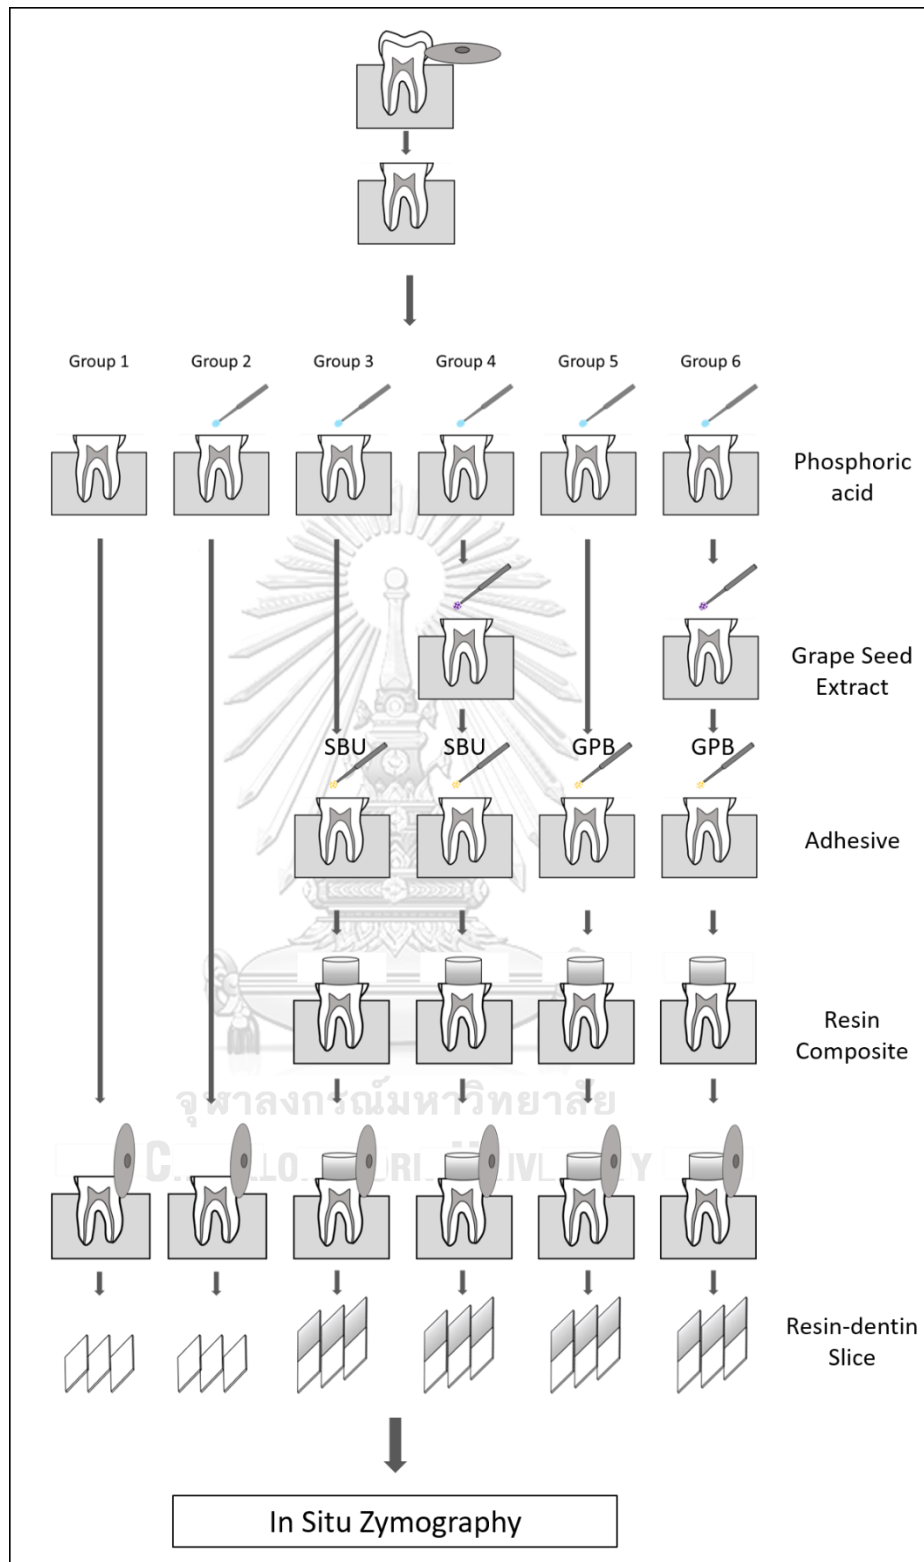 Group 1 Group 2 Group 3 Group 4 Group 5 Group 6
Phosphoric
acid
Grape Seed
Extract
SBU SBU GPB GPB
Adhesive
Resin
Composite
จุฬาลงกรณ์มหาวิทยาลัย
Resin-dentin
Slice
In Situ Zymography